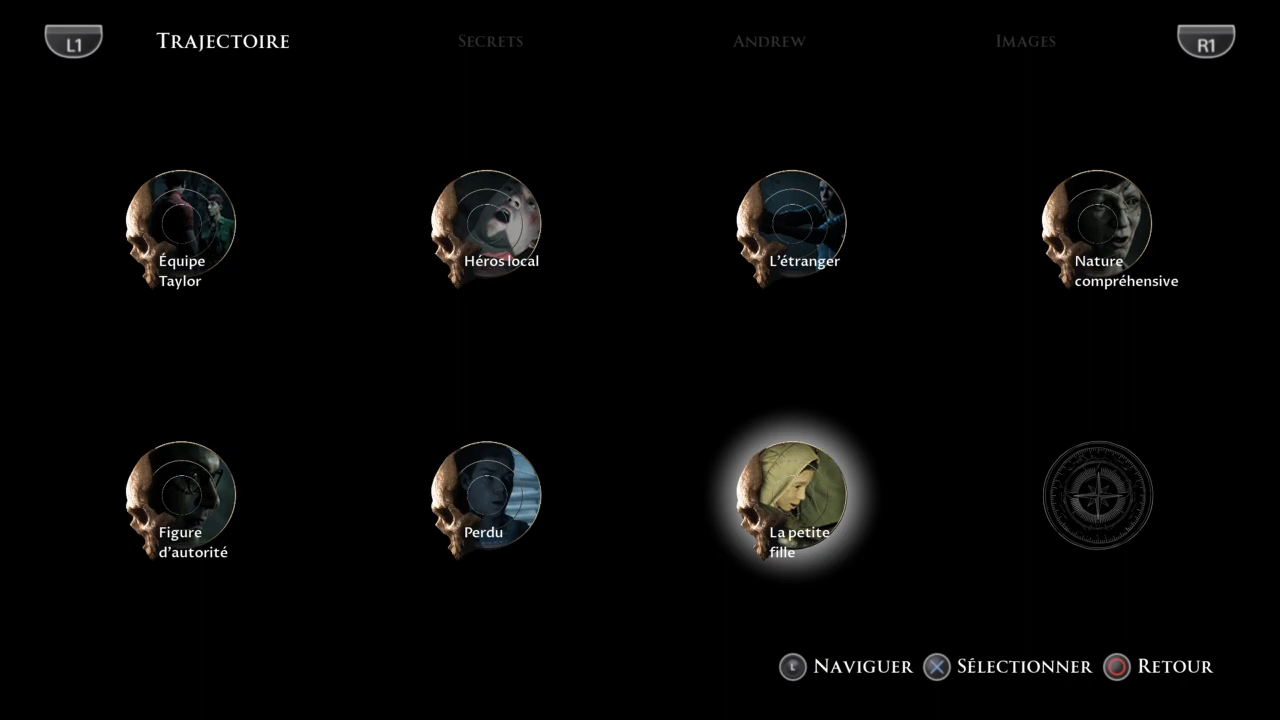 L1
Trajectoire
Secrets
Andrew
Images
R1
Équipe
Taylor
Héros local
L'étranger
Nature
compréhensive
Figure
d'autorité
Perdu
La petite
fille
L
Naviguer
Sélectionner
Retour